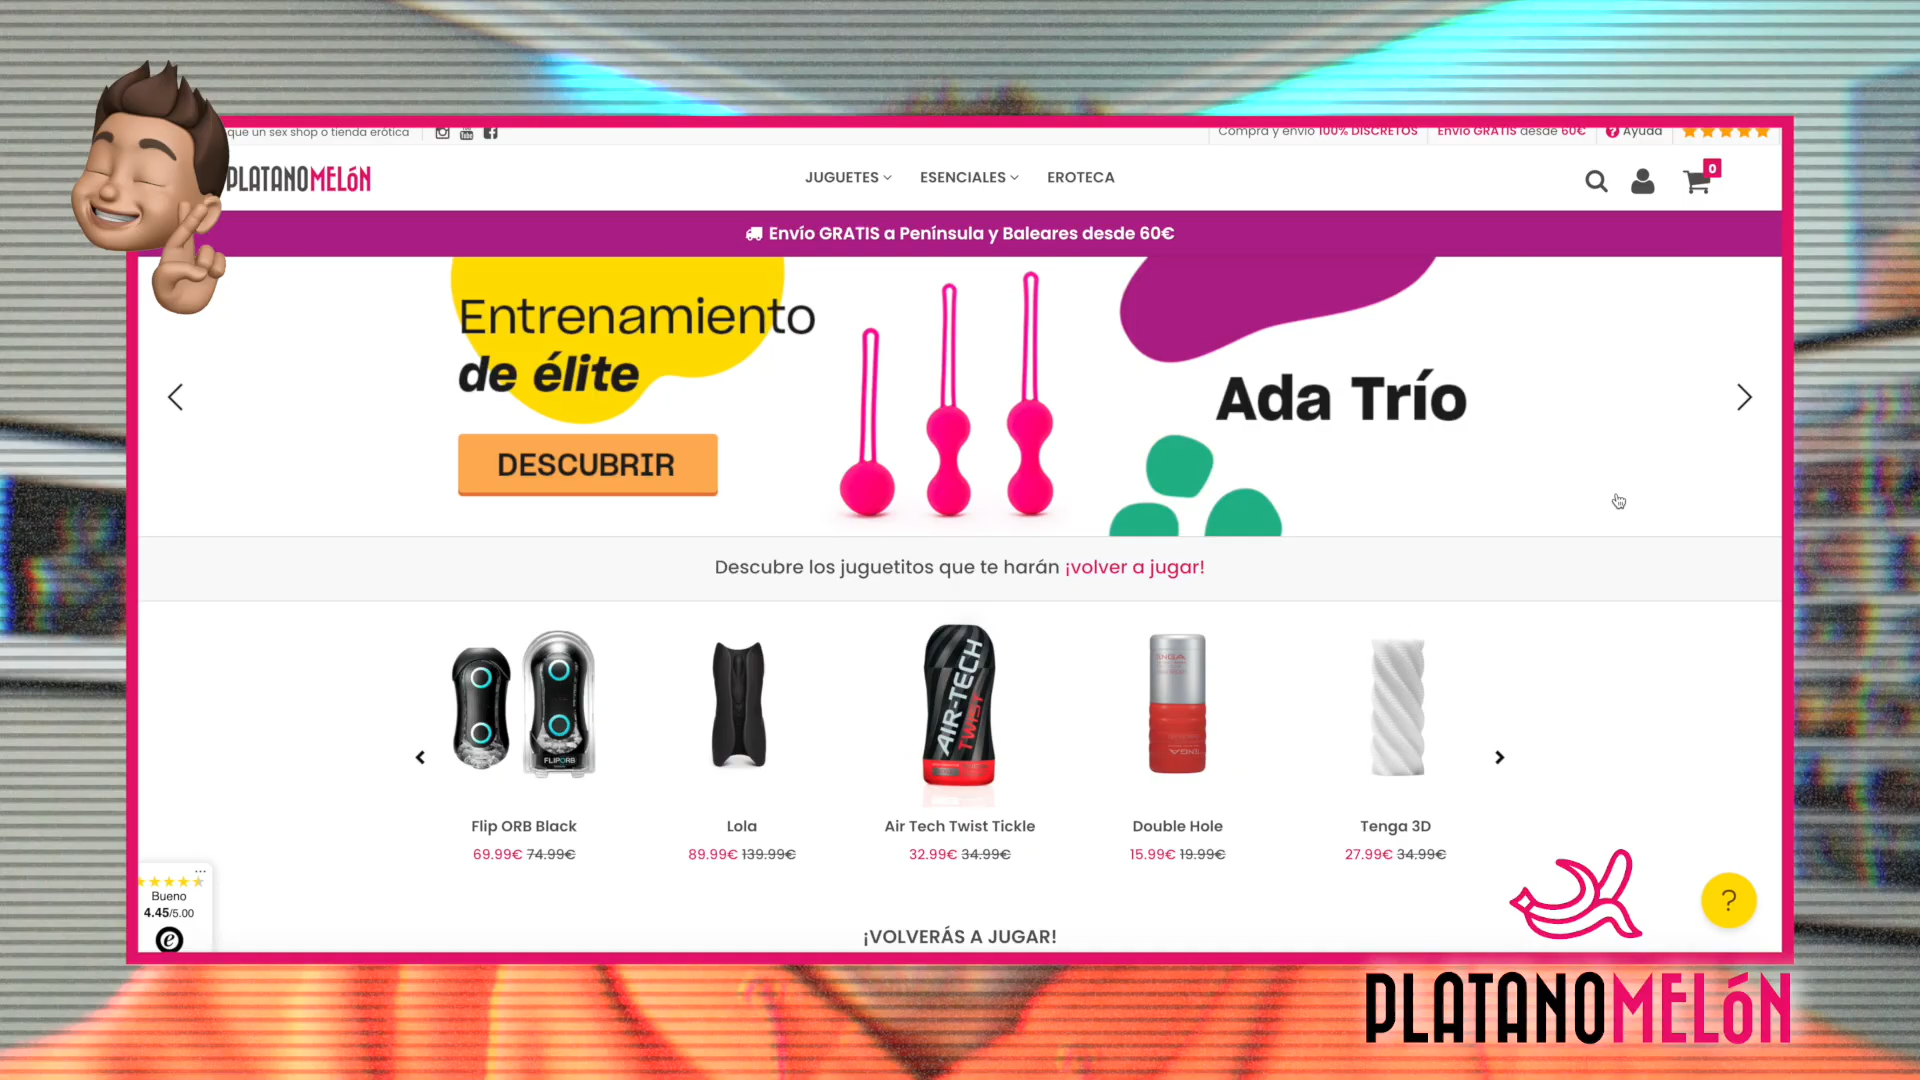 que un sex shop o tienda erótica
Compra y envío 100% DISCRETOS
Envío GRATIS desde 60€
Ayuda
PLATANOMELóN
JUGUETES
ESENCIALES
EROTECA
0
Envío GRATIS a Península y Baleares desde 60€
Entrenamiento
de élite
DESCUBRIR
Ada Trío
Descubre los juguetitos que te harán ¡volver a jugar!
FLIPORB
AIR-TECH
TWIST
Flip ORB Black
Lola
Air Tech Twist Tickle
Double Hole
Tenga 3D
69.99€ 74.99€
89.99€ 139.99€
32.99€ 34.99€
15.99€ 19.99€
27.99€ 34.99€
Bueno
4.45/5.00
e
?
¡VOLVERÁS A JUGAR!
PLATANOMELóN